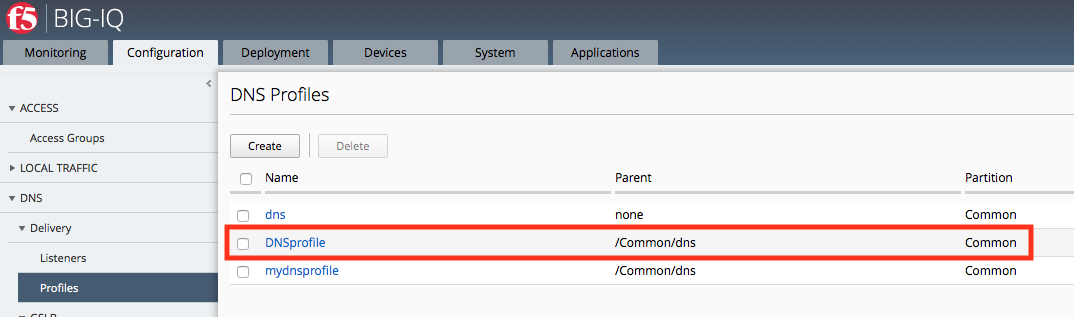 f5 BIG-IQ
Monitoring Configuration Deployment Devices System Applications
<
ACCESS
Access Groups
LOCAL TRAFFIC
DNS
Delivery
Listeners
Profiles
GSLB
DNS Profiles
Create Delete
Name Parent Partition
dns none Common
DNSprofile /Common/dns Common
mydnsprofile /Common/dns Common